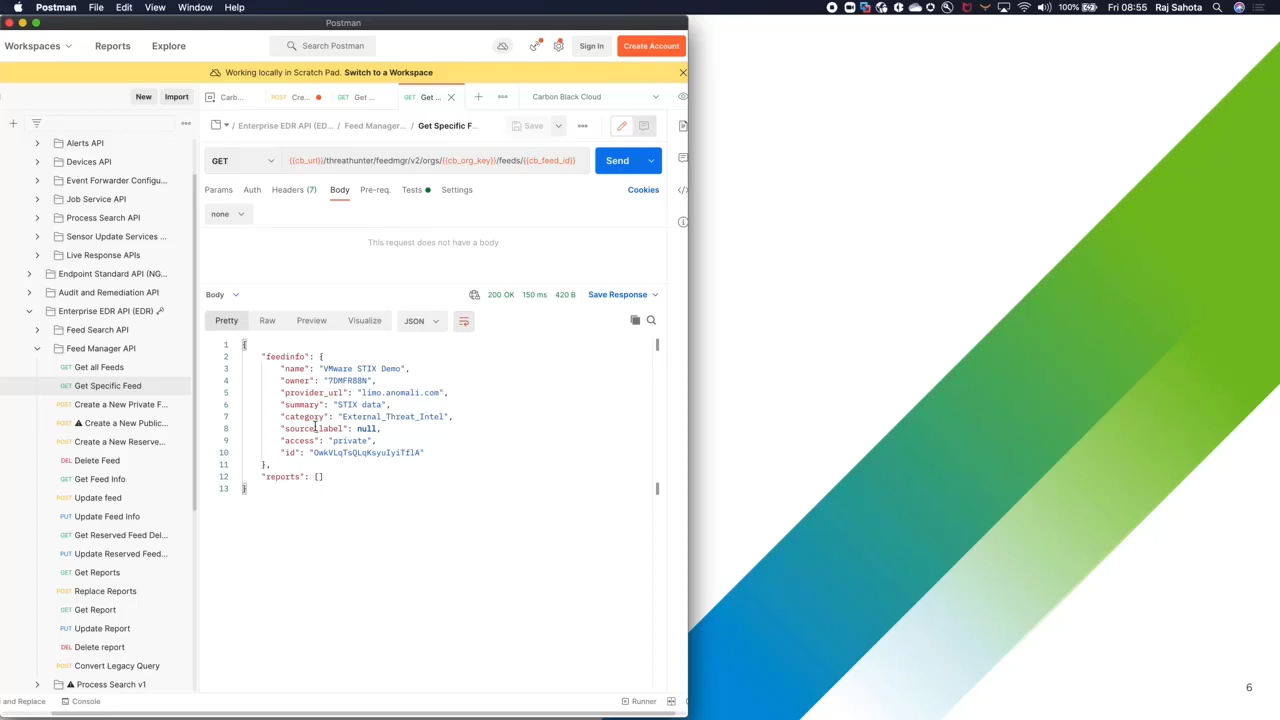 Postman File Edit View Window Help 100% Fri 08:55 Raj Sahota
Postman
Workspaces Reports Explore Search Postman Sign In Create Account
Working locally in Scratch Pad. Switch to a Workspace
New Import Carb... POST Cre... GET Get ... GET Get ... Carbon Black Cloud
Enterprise EDR API (ED... / Feed Manager... / Get Specific F... Save
GET {{cb_url}}/threathunter/feedmgr/v2/orgs/{{cb_org_key}}/feeds/{{cb_feed_id}} Send
Params Auth Headers (7) Body Pre-req. Tests Settings Cookies
none
This request does not have a body
Alerts API
Devices API
Event Forwarder Configu...
Job Service API
Process Search API
Sensor Update Services ...
Live Response APIs
Endpoint Standard API (NG...
Audit and Remediation API
Enterprise EDR API (EDR)
Feed Search API
Feed Manager API
GET Get all Feeds
GET Get Specific Feed
POST Create a New Private F...
POST Create a New Public...
POST Create a New Reserve...
DEL Delete Feed
GET Get Feed Info
POST Update feed
PUT Update Feed Info
GET Get Reserved Feed Del...
PUT Update Reserved Feed...
GET Get Reports
POST Replace Reports
GET Get Report
PUT Update Report
DEL Delete report
POST Convert Legacy Query
Process Search v1
Body 200 OK 150 ms 420 B Save Response
Pretty Raw Preview Visualize JSON
1 {
2 "feedinfo": {
3 "name": "VMware STIX Demo",
4 "owner": "7DMFR88N",
5 "provider_url": "limo.anomali.com",
6 "summary": "STIX data",
7 "category": "External_Threat_Intel",
8 "source_label": null,
9 "access": "private",
10 "id": "OwkVLqTsQLqKsyuIyiTflA"
11 },
12 "reports": []
13 }
and Replace Console Runner
6